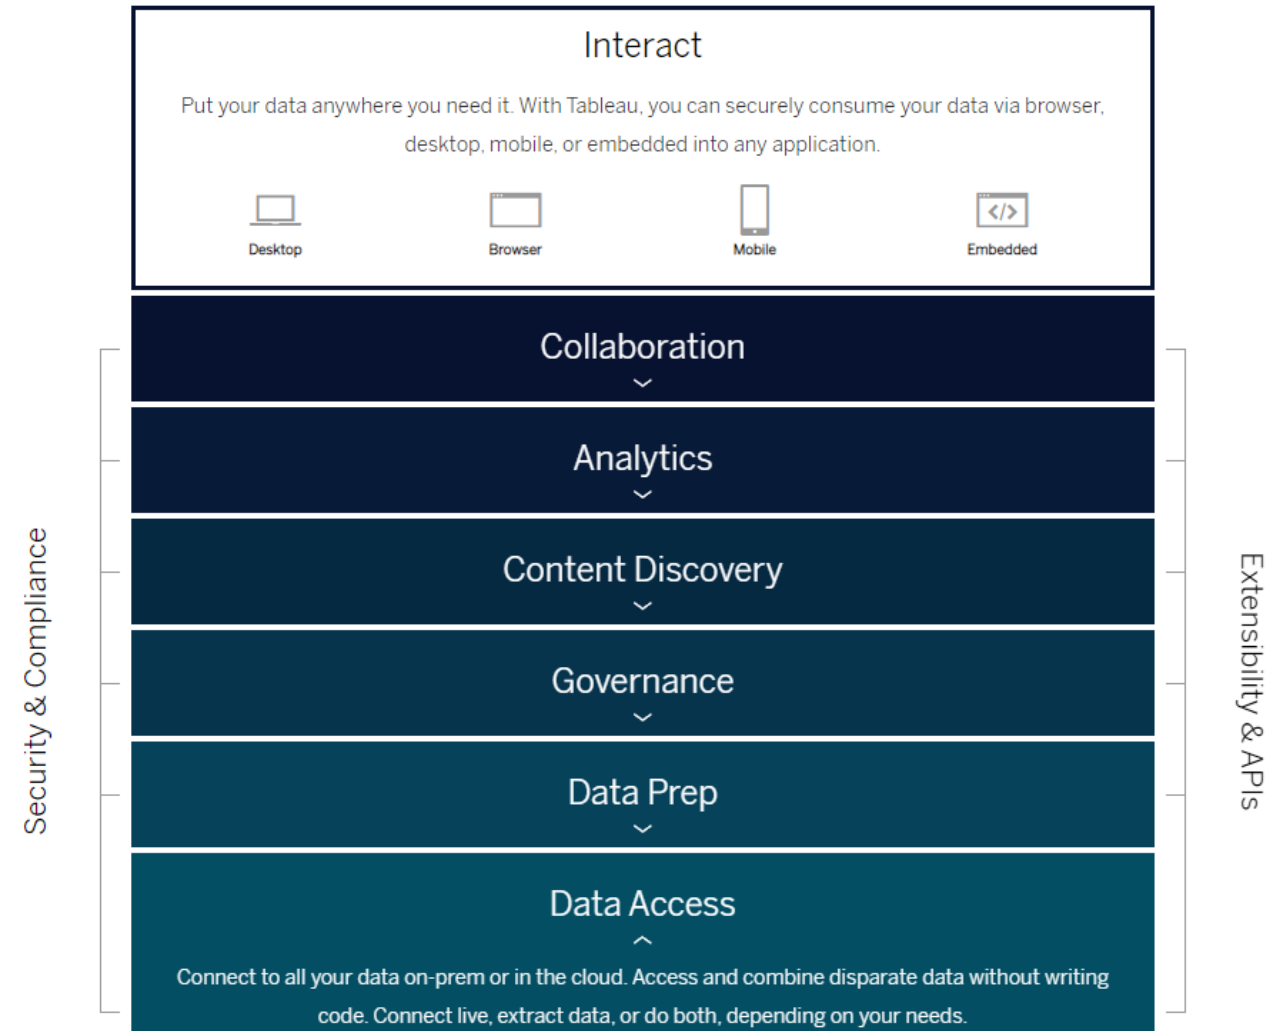 Interact
Put your data anywhere you need it. With Tableau, you can securely consume your data via browser,
desktop, mobile, or embedded into any application.
Desktop
Browser
Mobile
</>
Embedded
Collaboration
Analytics
Content Discovery
Governance
Data Prep
Data Access
Connect to all your data on-prem or in the cloud. Access and combine disparate data without writing
code. Connect live, extract data, or do both, depending on your needs.
Security & Compliance
Extensibility & APIs